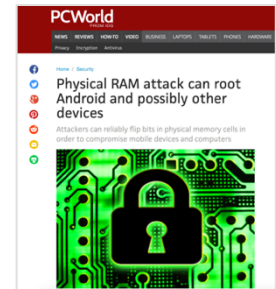 PCWorld
FROM IDG
NEWS REVIEWS HOW-TO VIDEO BUSINESS LAPTOPS TABLETS PHONES HARDWARE
Privacy Encryption Antivirus
Home / Security
Physical RAM attack can root
Android and possibly other
devices
Attackers can reliably flip bits in physical memory cells in
order to compromise mobile devices and computers